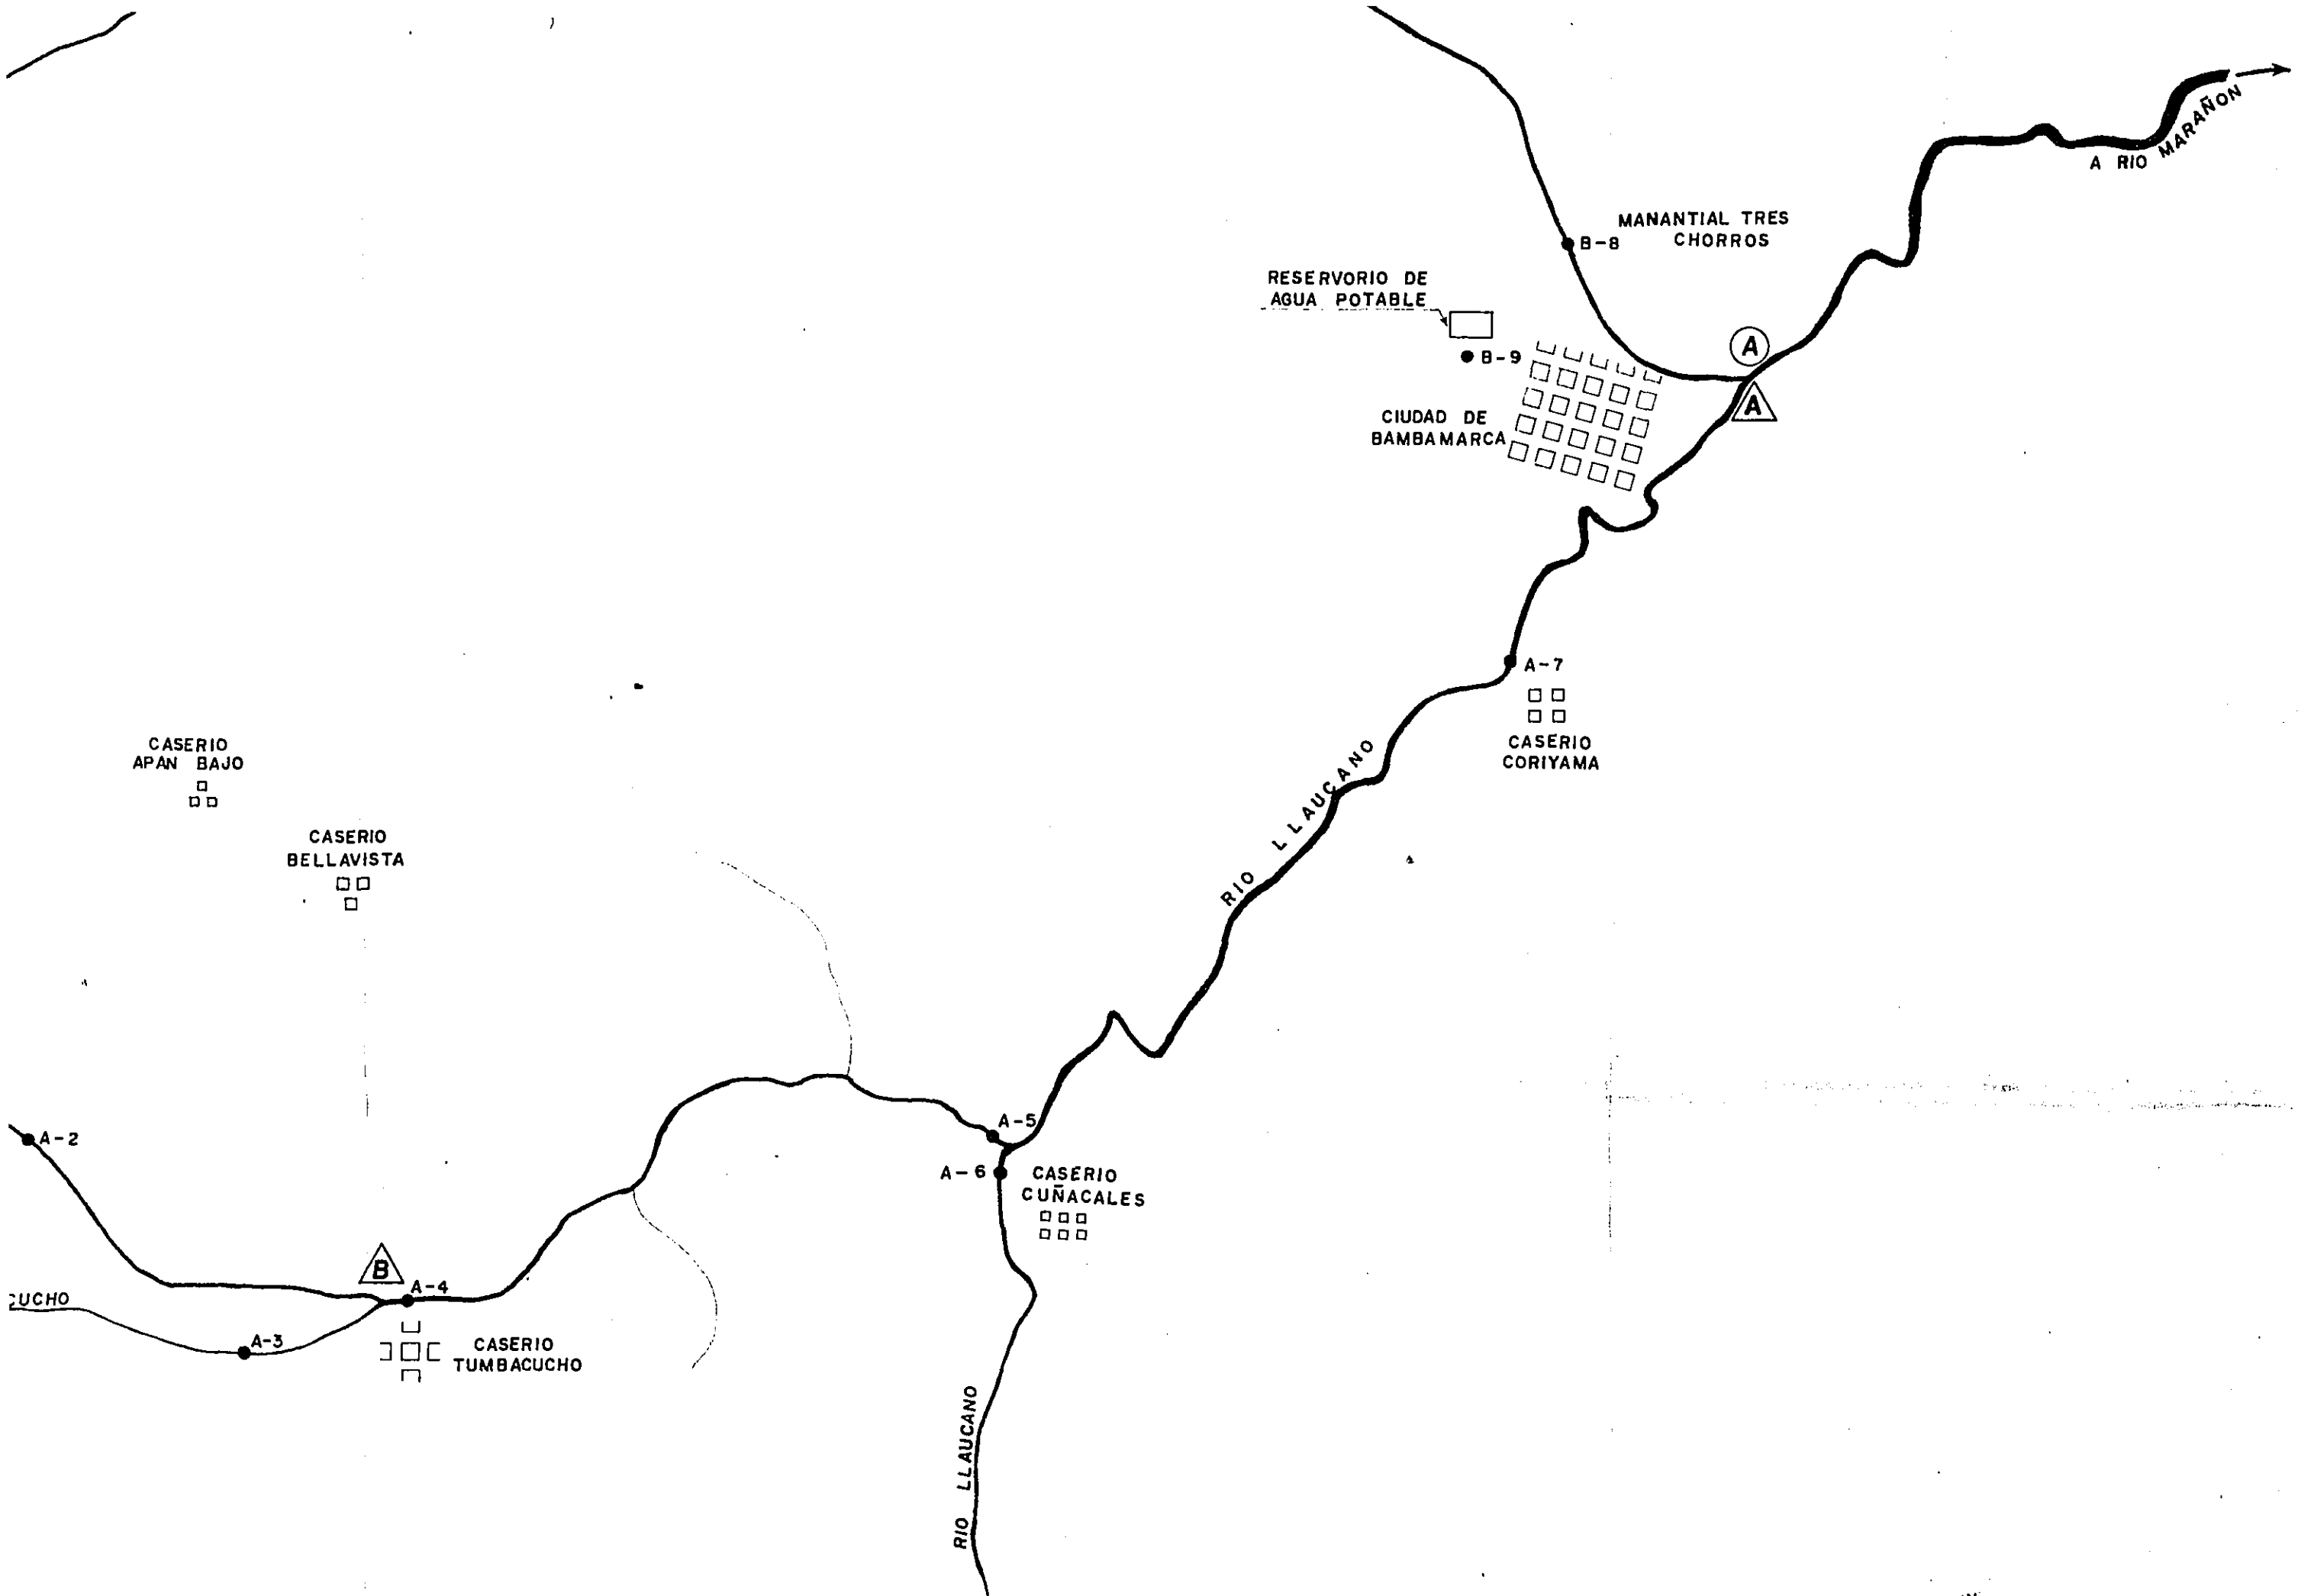 A RIO MARAÑON
MANANTIAL TRES
CHORROS
B-8
RESERVORIO DE
AGUA POTABLE
B-9
A
A
CIUDAD DE
BAMBAMARCA
A-7
CASERIO
CORIYAMA
CASERIO
APAN BAJO
RIO LLAUCANO
CASERIO
BELLAVISTA
A-5
A-2
A-6
CASERIO
CUÑACALES
B
A-4
CUCHO
A-3
CASERIO
TUMBACUCHO
RIO LLAUCANO